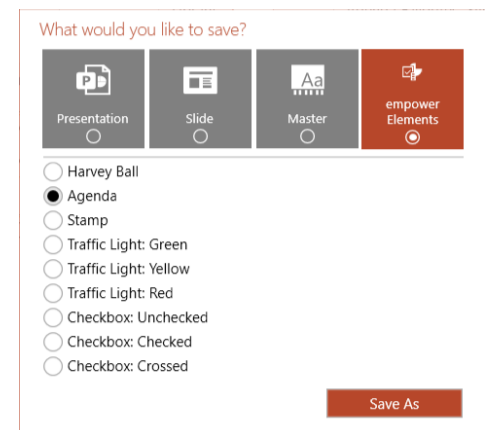 What would you like to save?
Presentation
Slide
Master
empower
Elements
Harvey Ball
Agenda
Stamp
Traffic Light: Green
Traffic Light: Yellow
Traffic Light: Red
Checkbox: Unchecked
Checkbox: Checked
Checkbox: Crossed
Save As